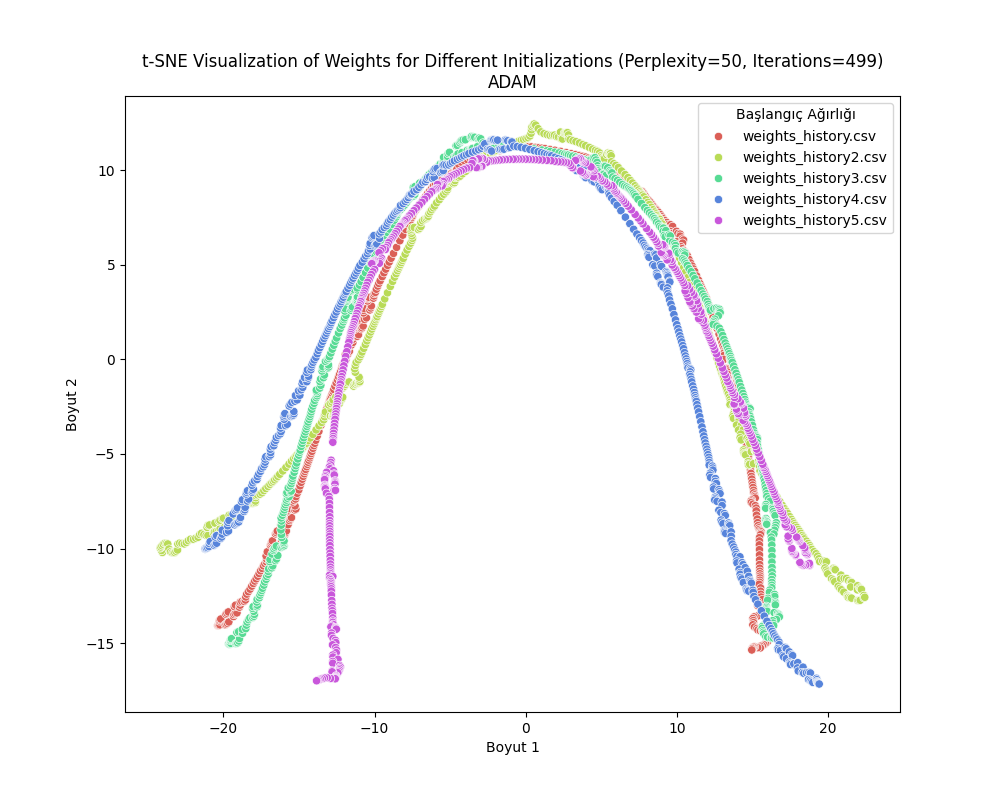 t-SNE Visualization of Weights for Different Initializations (Perplexity=50, Iterations=499)
ADAM
Başlangıç Ağırlığı
weights_history.csv
weights_history2.csv
weights_history3.csv
weights_history4.csv
weights_history5.csv
10
5
0
−5
−10
−15
Boyut 2
−20
−10
0
10
20
Boyut 1